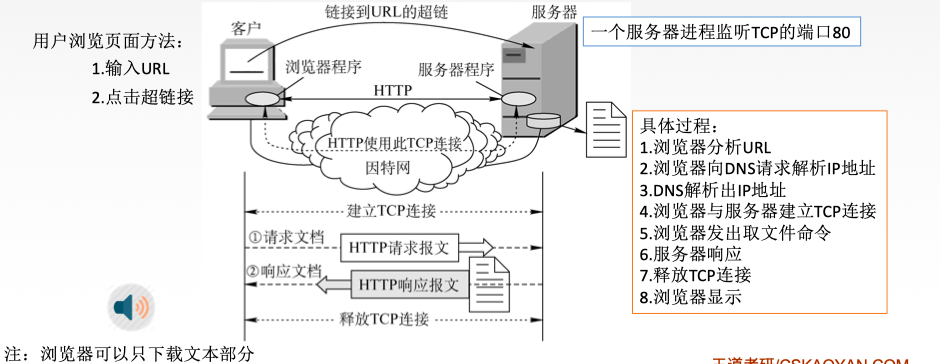 链接到URL的超链
客户
服务器
一个服务器进程监听TCP的端口80
用户浏览页面方法：
1.输入URL
2.点击超链接
浏览器程序
服务器程序
HTTP
HTTP使用此TCP连接
因特网
具体过程：
1.浏览器分析URL
2.浏览器向DNS请求解析IP地址
3.DNS解析出IP地址
4.浏览器与服务器建立TCP连接
5.浏览器发出取文件命令
6.服务器响应
7.释放TCP连接
8.浏览器显示
建立TCP连接
①请求文档
HTTP请求报文
②响应文档
HTTP响应报文
释放TCP连接
注：浏览器可以只下载文本部分
王道考研/CSKAOYAN.COM